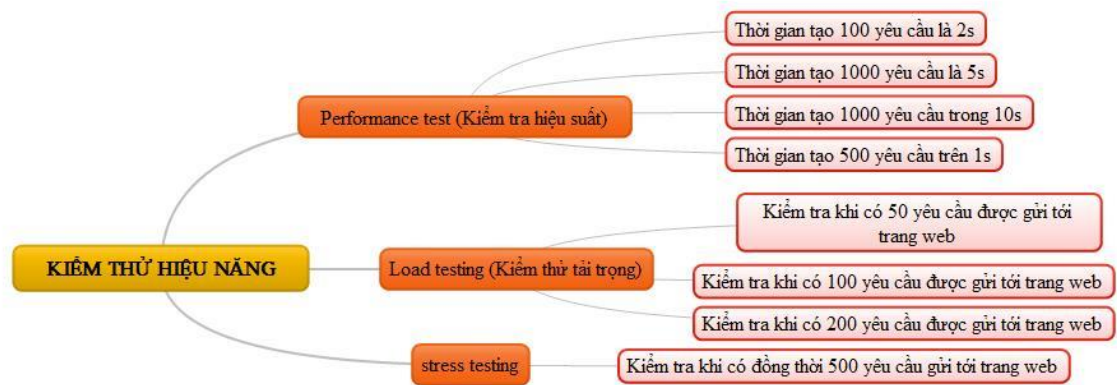 Thời gian tạo 100 yêu cầu là 2s
Thời gian tạo 1000 yêu cầu là 5s
Performance test (Kiểm tra hiệu suất)
Thời gian tạo 1000 yêu cầu trong 10s
Thời gian tạo 500 yêu cầu trên 1s
Kiểm tra khi có 50 yêu cầu được gửi tới
trang web
KIỂM THỬ HIỆU NĂNG
Load testing (Kiểm thử tải trọng)
Kiểm tra khi có 100 yêu cầu được gửi tới trang web
Kiểm tra khi có 200 yêu cầu được gửi tới trang web
stress testing
Kiểm tra khi có đồng thời 500 yêu cầu gửi tới trang web